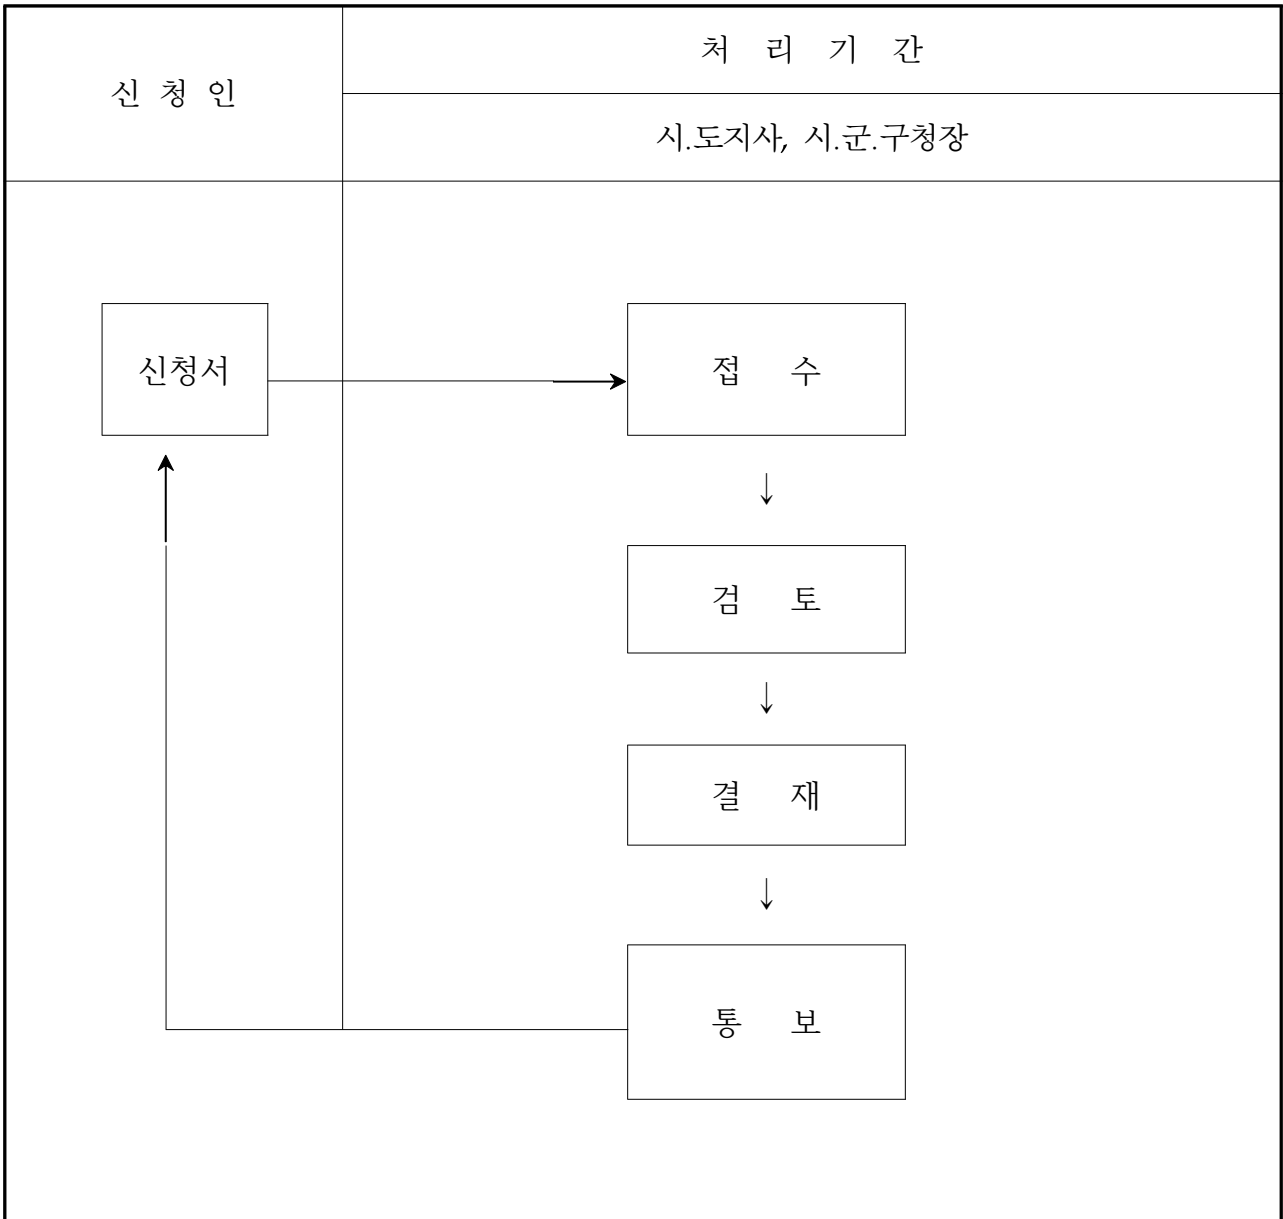 처 리 기 간
신 청 인
시.도지사, 시.군.구청장
신청서
접 수
↓
검 토
↓
결 재
↓
통 보